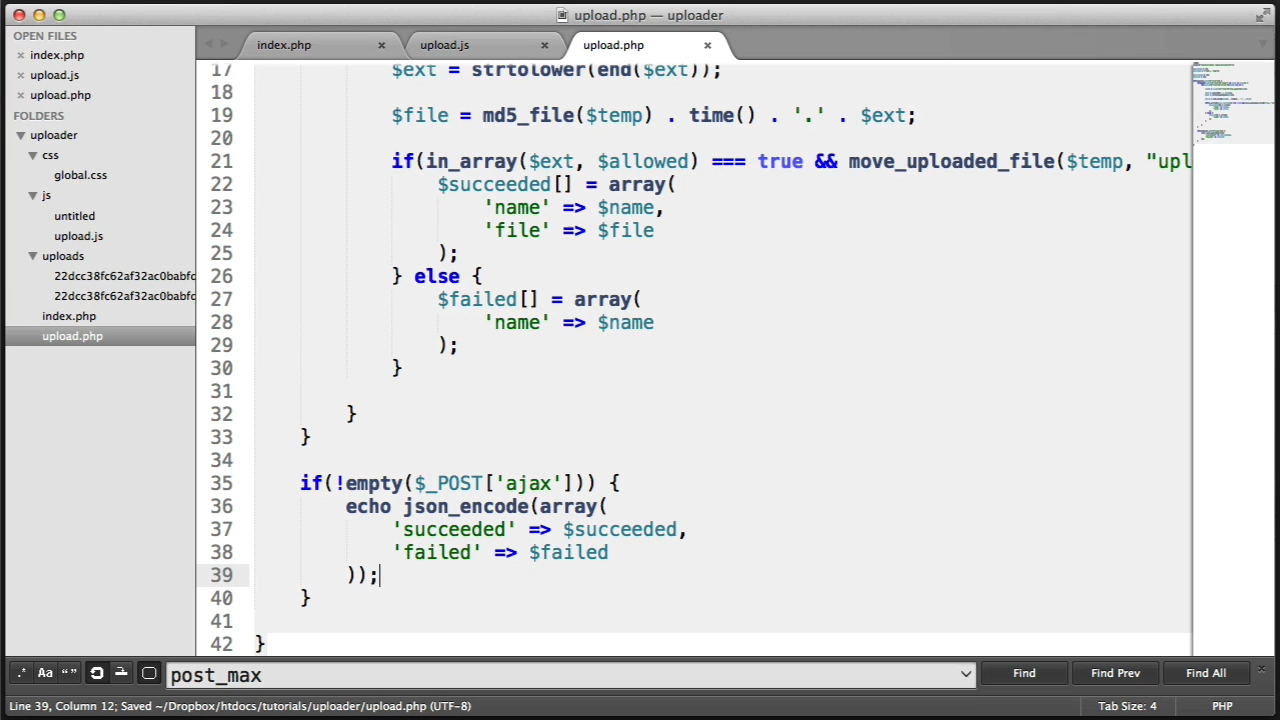 upload.php — uploader
OPEN FILES
index.php
upload.js
upload.php
FOLDERS
uploader
css
global.css
js
untitled
upload.js
uploads
22dcc38fc62af32ac0babfc
22dcc38fc62af32ac0babfc
index.php
upload.php
index.php
upload.js
upload.php
17 $ext = strtolower(end($ext));
18
19 $file = md5_file($temp) . time() . '.' . $ext;
20
21 if(in_array($ext, $allowed) === true && move_uploaded_file($temp, "upl
22 $succeeded[] = array(
23 'name' => $name,
24 'file' => $file
25 );
26 } else {
27 $failed[] = array(
28 'name' => $name
29 );
30 }
31
32 }
33 }
34
35 if(!empty($_POST['ajax'])) {
36 echo json_encode(array(
37 'succeeded' => $succeeded,
38 'failed' => $failed
39 ));
40 }
41
42 }
.* Aa “ ” post_max Find Find Prev Find All
Line 39, Column 12; Saved ~/Dropbox/htdocs/tutorials/uploader/upload.php (UTF-8) Tab Size: 4 PHP